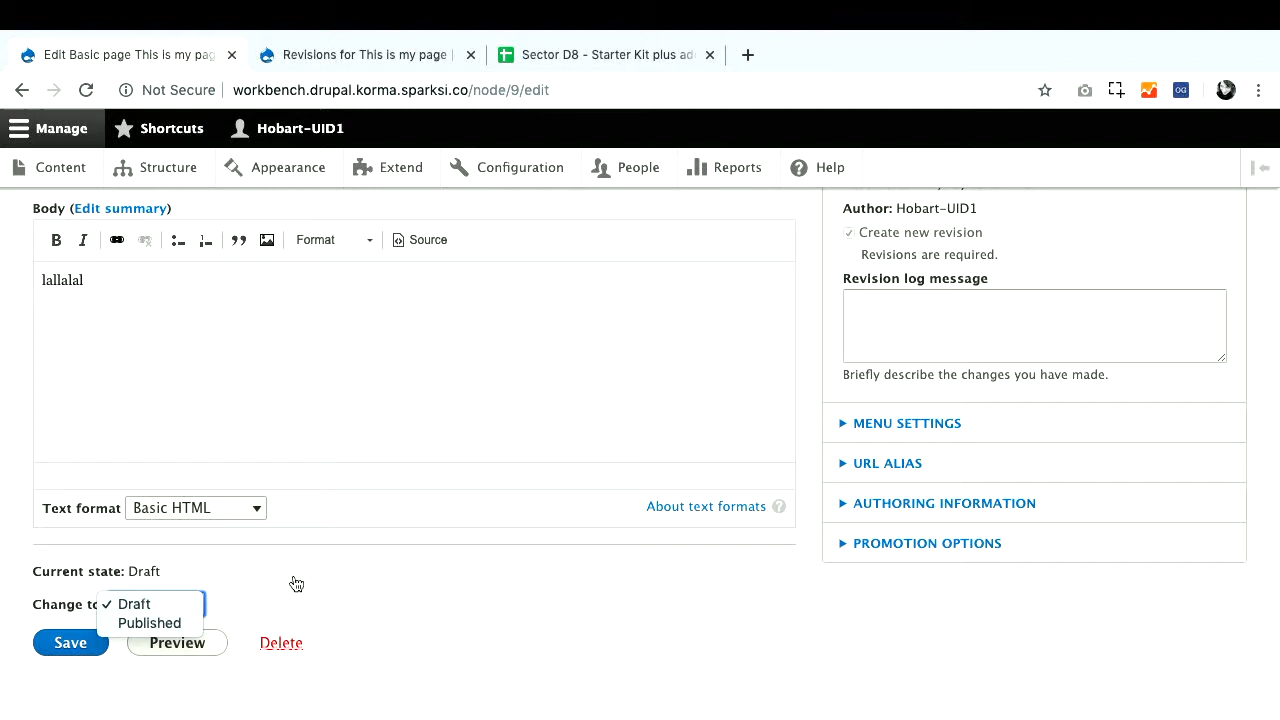 Edit Basic page This is my pag
Revisions for This is my page |
Sector D8 - Starter Kit plus ad
Not Secure
workbench.drupal.korma.sparksi.co/node/9/edit
OG
Manage
Shortcuts
Hobart-UID1
Content
Structure
Appearance
Extend
Configuration
People
Reports
Help
Body (Edit summary)
B I
Format
Source
lallalal
Text format
Basic HTML
About text formats ?
Current state: Draft
Change to
✓ Draft
Published
Save
Preview
Delete
Author: Hobart-UID1
Create new revision
Revisions are required.
Revision log message
Briefly describe the changes you have made.
MENU SETTINGS
URL ALIAS
AUTHORING INFORMATION
PROMOTION OPTIONS